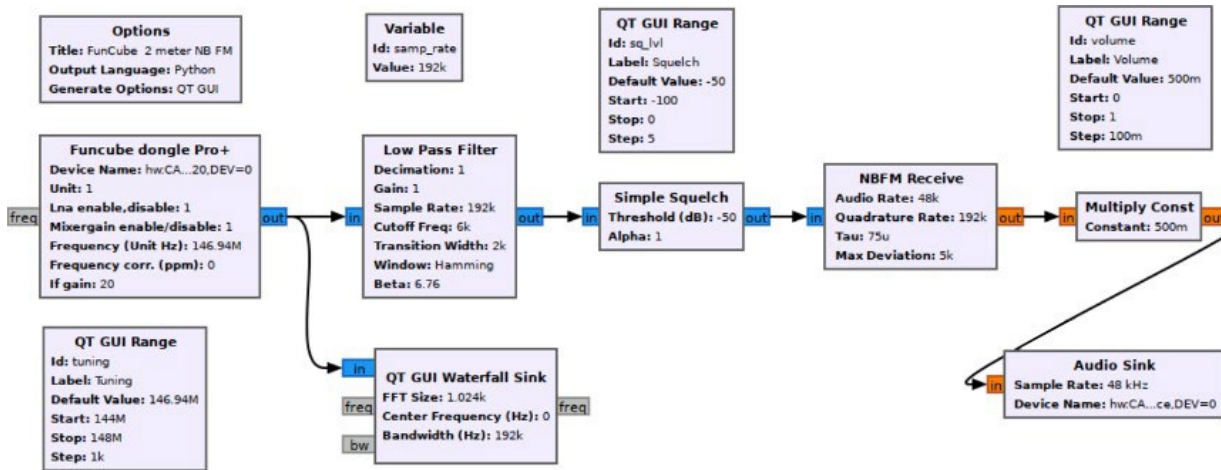 Options
Title: FunCube 2 meter NB FM
Output Language: Python
Generate Options: QT GUI
Variable
Id: samp_rate
Value: 192k
QT GUI Range
Id: sq_lvl
Label: Squelch
Default Value: -50
Start: -100
Stop: 0
Step: 5
QT GUI Range
Id: volume
Label: Volume
Default Value: 500m
Start: 0
Stop: 1
Step: 100m
freq
Funcube dongle Pro+
Device Name: hw:CA...20,DEV=0
Unit: 1
Lna enable,disable: 1
Mixergain enable/disable: 1
Frequency (Unit Hz): 146.94M
Frequency corr. (ppm): 0
If gain: 20
out
in
Low Pass Filter
Decimation: 1
Gain: 1
Sample Rate: 192k
Cutoff Freq: 6k
Transition Width: 2k
Window: Hamming
Beta: 6.76
out
in
Simple Squelch
Threshold (dB): -50
Alpha: 1
out
in
NBFM Receive
Audio Rate: 48k
Quadrature Rate: 192k
Tau: 75u
Max Deviation: 5k
out
in
Multiply Const
Constant: 500m
out
QT GUI Range
Id: tuning
Label: Tuning
Default Value: 146.94M
Start: 144M
Stop: 148M
Step: 1k
in
freq
bw
QT GUI Waterfall Sink
FFT Size: 1.024k
Center Frequency (Hz): 0
Bandwidth (Hz): 192k
freq
in
Audio Sink
Sample Rate: 48 kHz
Device Name: hw:CA...ce,DEV=0